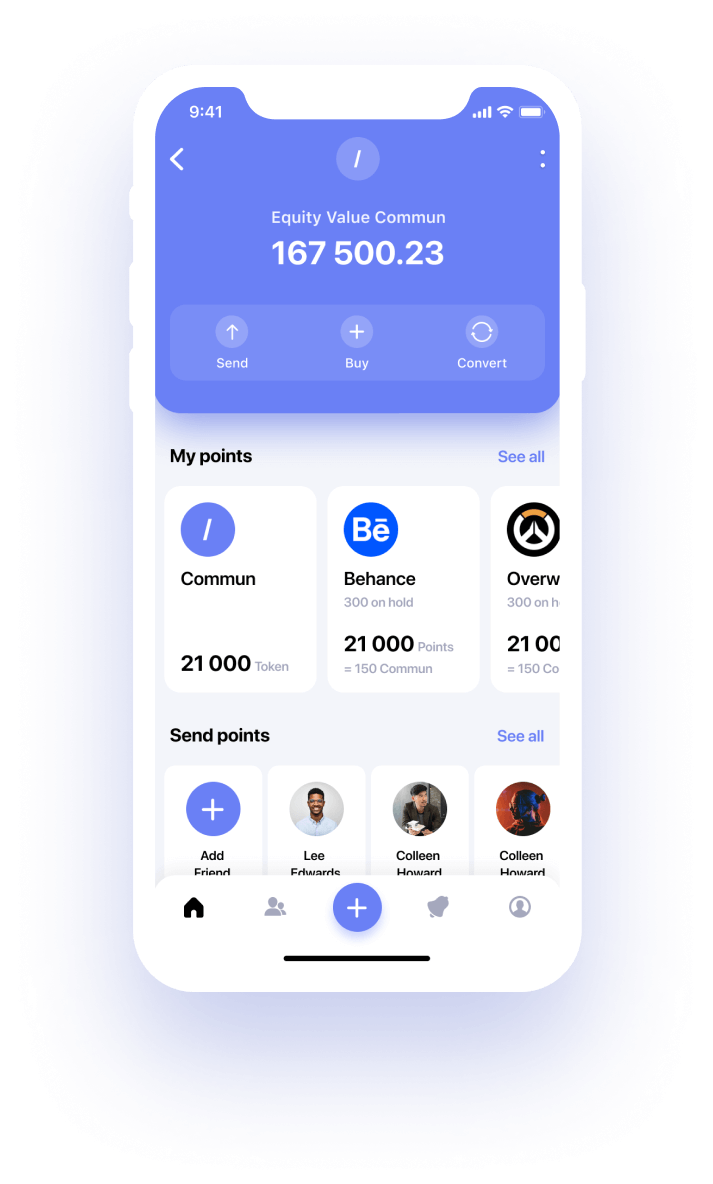 9:41
/
Equity Value Commun
167 500.23
Send Buy Convert
My points See all
/ Bē
Commun Behance Overw
300 on hold 300 on h
21 000 Points 21 00
21 000 Token = 150 Commun = 150 Co
Send points See all
Add Lee Colleen Colleen
Friend Edwards Howard Howard